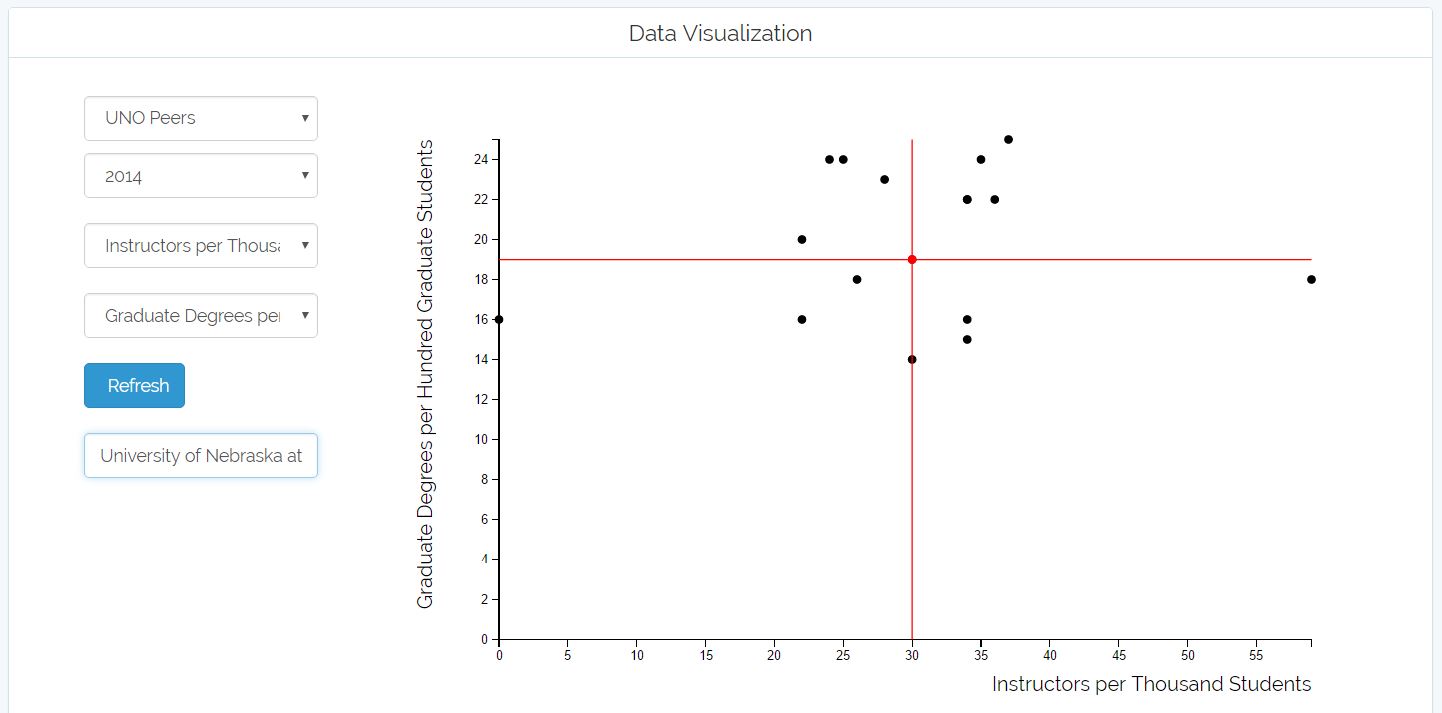 Data Visualization
UNO Peers
2014
Instructors per Thousa
Graduate Degrees per
Refresh
University of Nebraska at
Graduate Degrees per Hundred Graduate Students
24
22
20
18
16
14
12
10
8
6
4
2
0
0 5 10 15 20 25 30 35 40 45 50 55
Instructors per Thousand Students